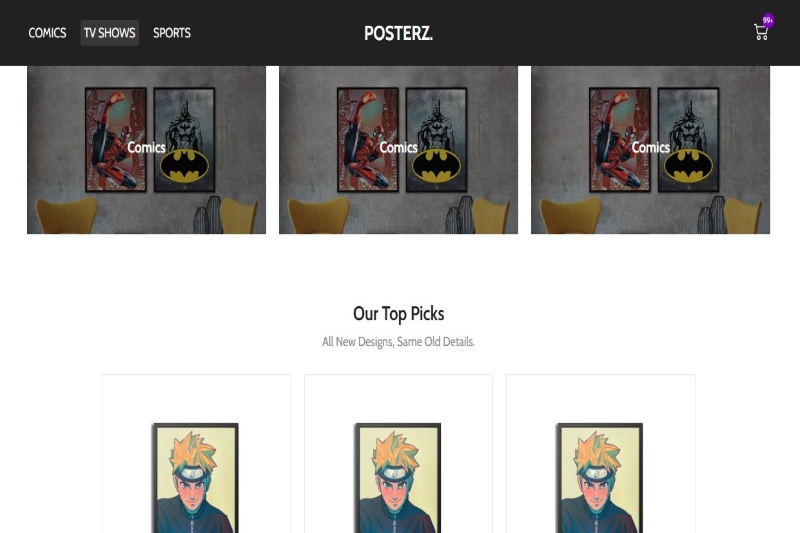 COMICS TV SHOWS SPORTS POSTERZ. 99+
Comics Comics Comics
Our Top Picks
All New Designs, Same Old Details.